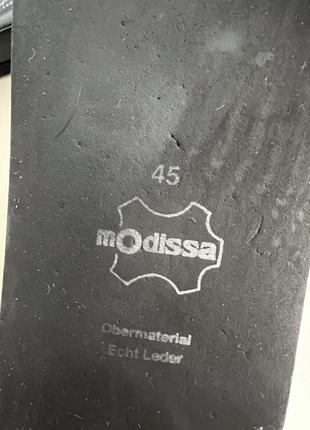 45
modissa
Obermaterial
Echt Leder